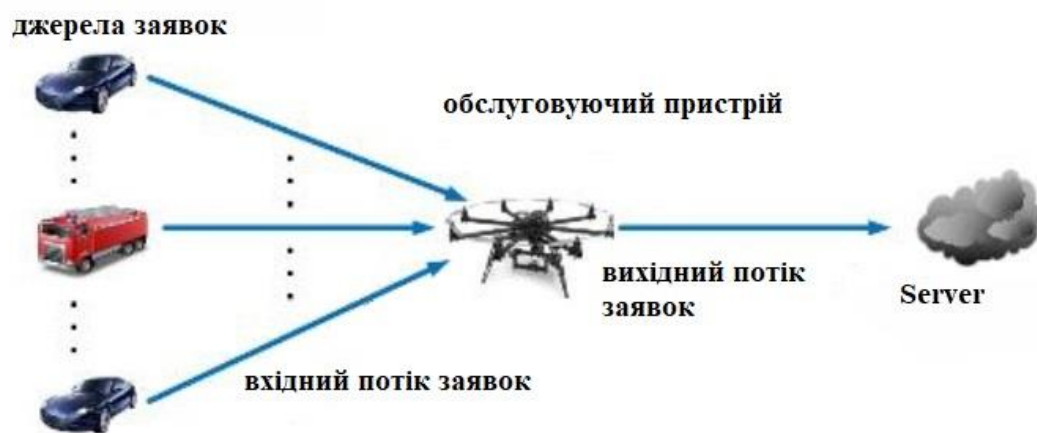 джерела заявок
обслуговуючий пристрій
вихідний потік
заявок
Server
вхідний потік заявок